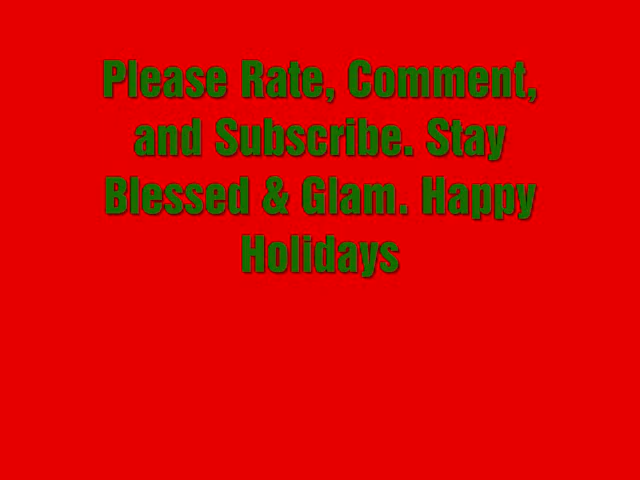 Please Rate, Comment,
and Subscribe. Stay
Blessed & Glam. Happy
Holidays